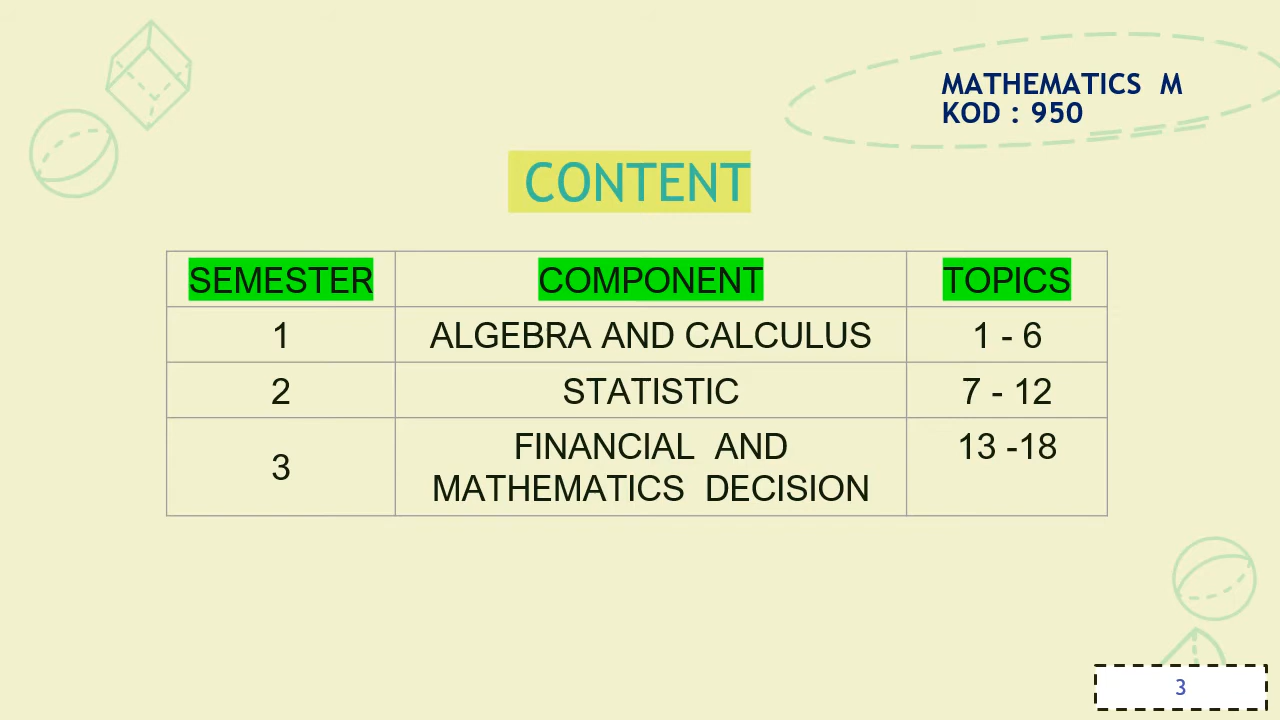 MATHEMATICS M
KOD : 950
CONTENT
SEMESTER COMPONENT TOPICS
1 ALGEBRA AND CALCULUS 1 - 6
2 STATISTIC 7 - 12
3 FINANCIAL AND 13 -18
MATHEMATICS DECISION
3